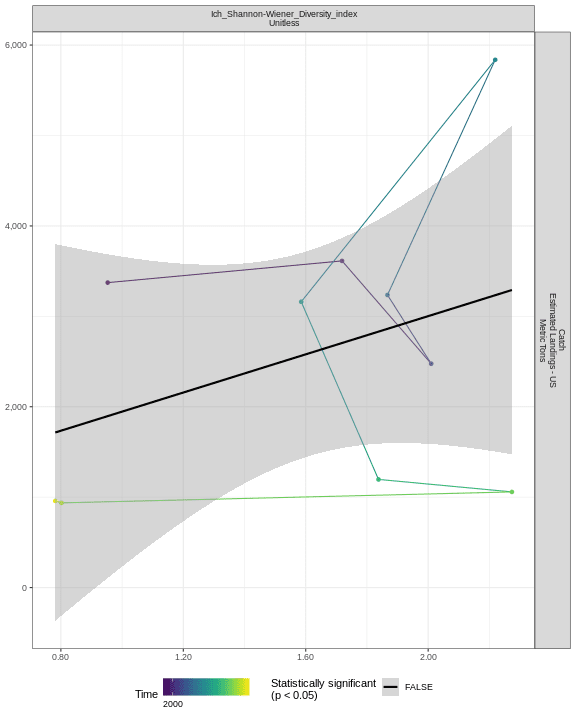 Ich_Shannon-Wiener_Diversity_index
Unitless
6,000
4,000
2,000
0
Catch
Estimated Landings - US
Metric Tons
0.80
1.20
1.60
2.00
Time
2000
Statistically significant
(p < 0.05)
FALSE